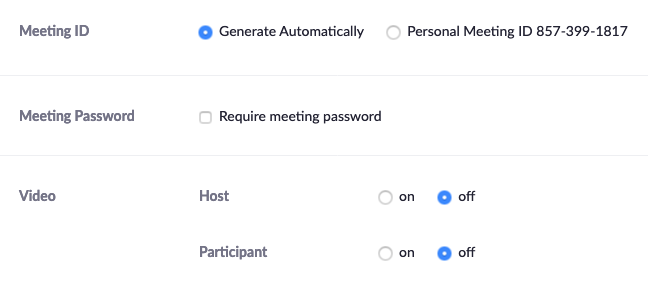 Meeting ID Generate Automatically Personal Meeting ID 857-399-1817
Meeting Password Require meeting password
Video Host on off
Participant on off